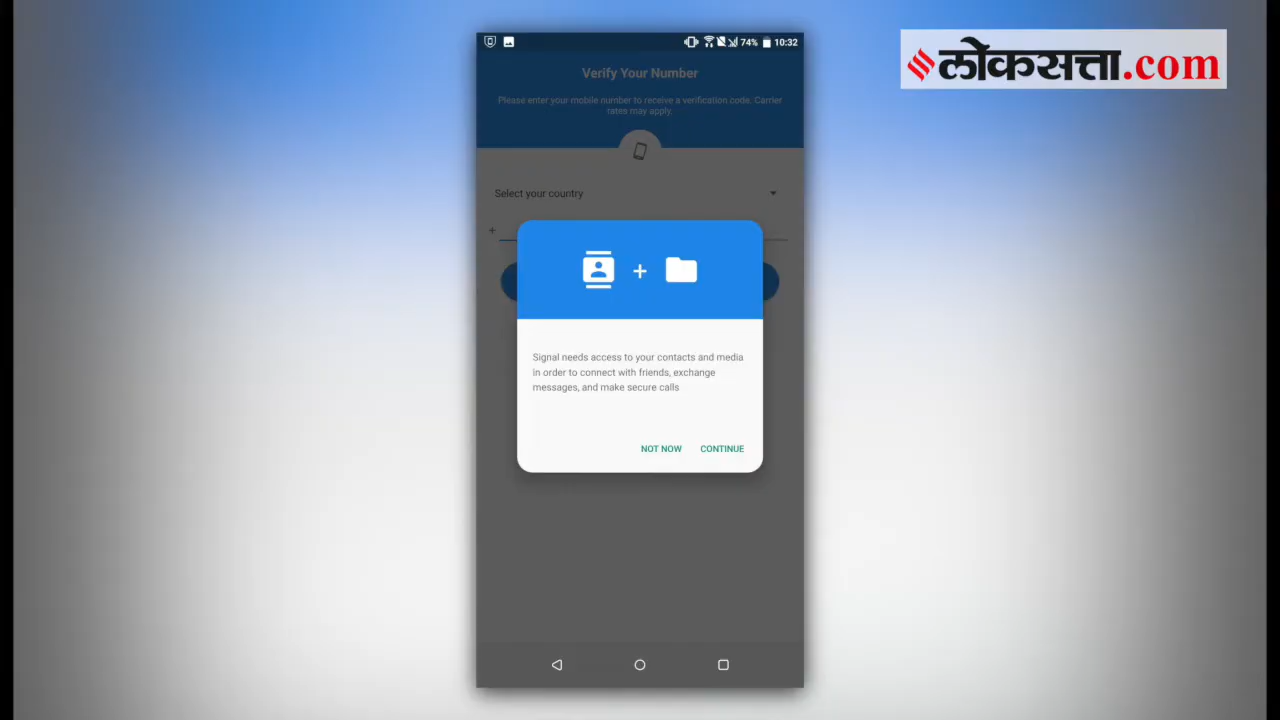 लोकसत्ता.com
74% 10:32
Verify Your Number
Please enter your mobile number to receive a verification code. Carrier
rates may apply.
Select your country
+
+
Signal needs access to your contacts and media
in order to connect with friends, exchange
messages, and make secure calls
NOT NOW CONTINUE